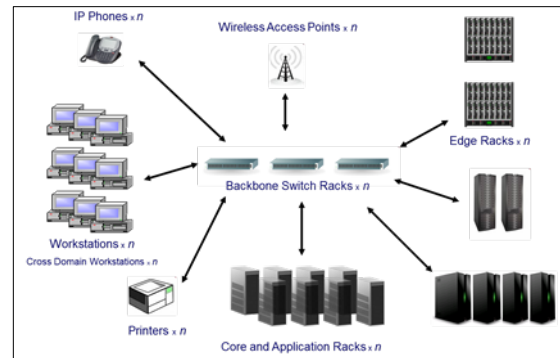 IP Phones x n
Wireless Access Points x n
Edge Racks x n
Backbone Switch Racks x n
Workstations x n
Cross Domain Workstations x n
Printers x n
Core and Application Racks x n